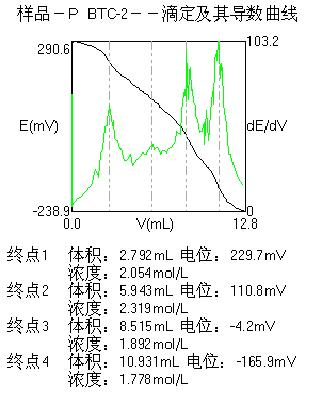 样品－P BTC-2－－滴定及其导数曲线
290.6
103.2
E(mV)
dE/dV
-238.9
0
0.0
V(mL)
12.8
终点1 体积：2.792mL 电位：229.7mV
浓度：2.054mol/L
终点2 体积：5.943mL 电位：110.8mV
浓度：2.319mol/L
终点3 体积：8.515mL 电位：-4.2mV
浓度：1.892mol/L
终点4 体积：10.931mL 电位：-165.9mV
浓度：1.778mol/L